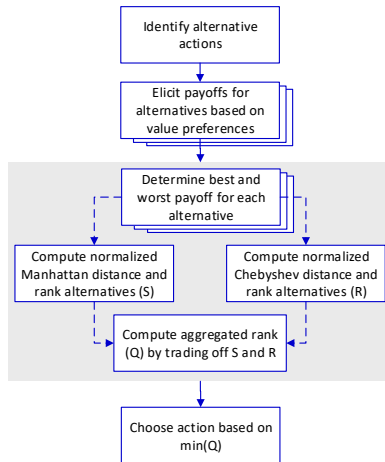 Identify alternative
actions
Elicit payoffs for
alternatives based on
value preferences
Determine best and
worst payoff for each
alternative
Compute normalized
Manhattan distance and
rank alternatives (S)
Compute normalized
Chebyshev distance and
rank alternatives (R)
Compute aggregated rank
(Q) by trading off S and R
Choose action based on
min(Q)